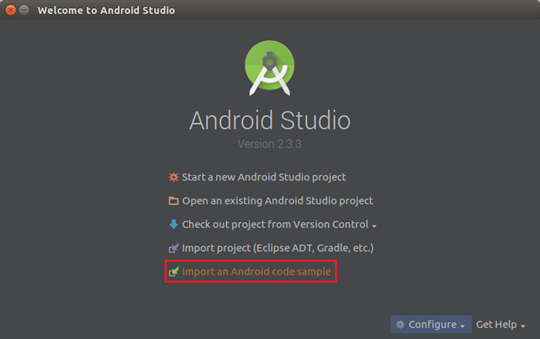 Welcome to Android Studio
Android Studio
Version 2.3.3
Start a new Android Studio project
Open an existing Android Studio project
Check out project from Version Control
Import project (Eclipse ADT, Gradle, etc.)
Import an Android code sample
Configure Get Help